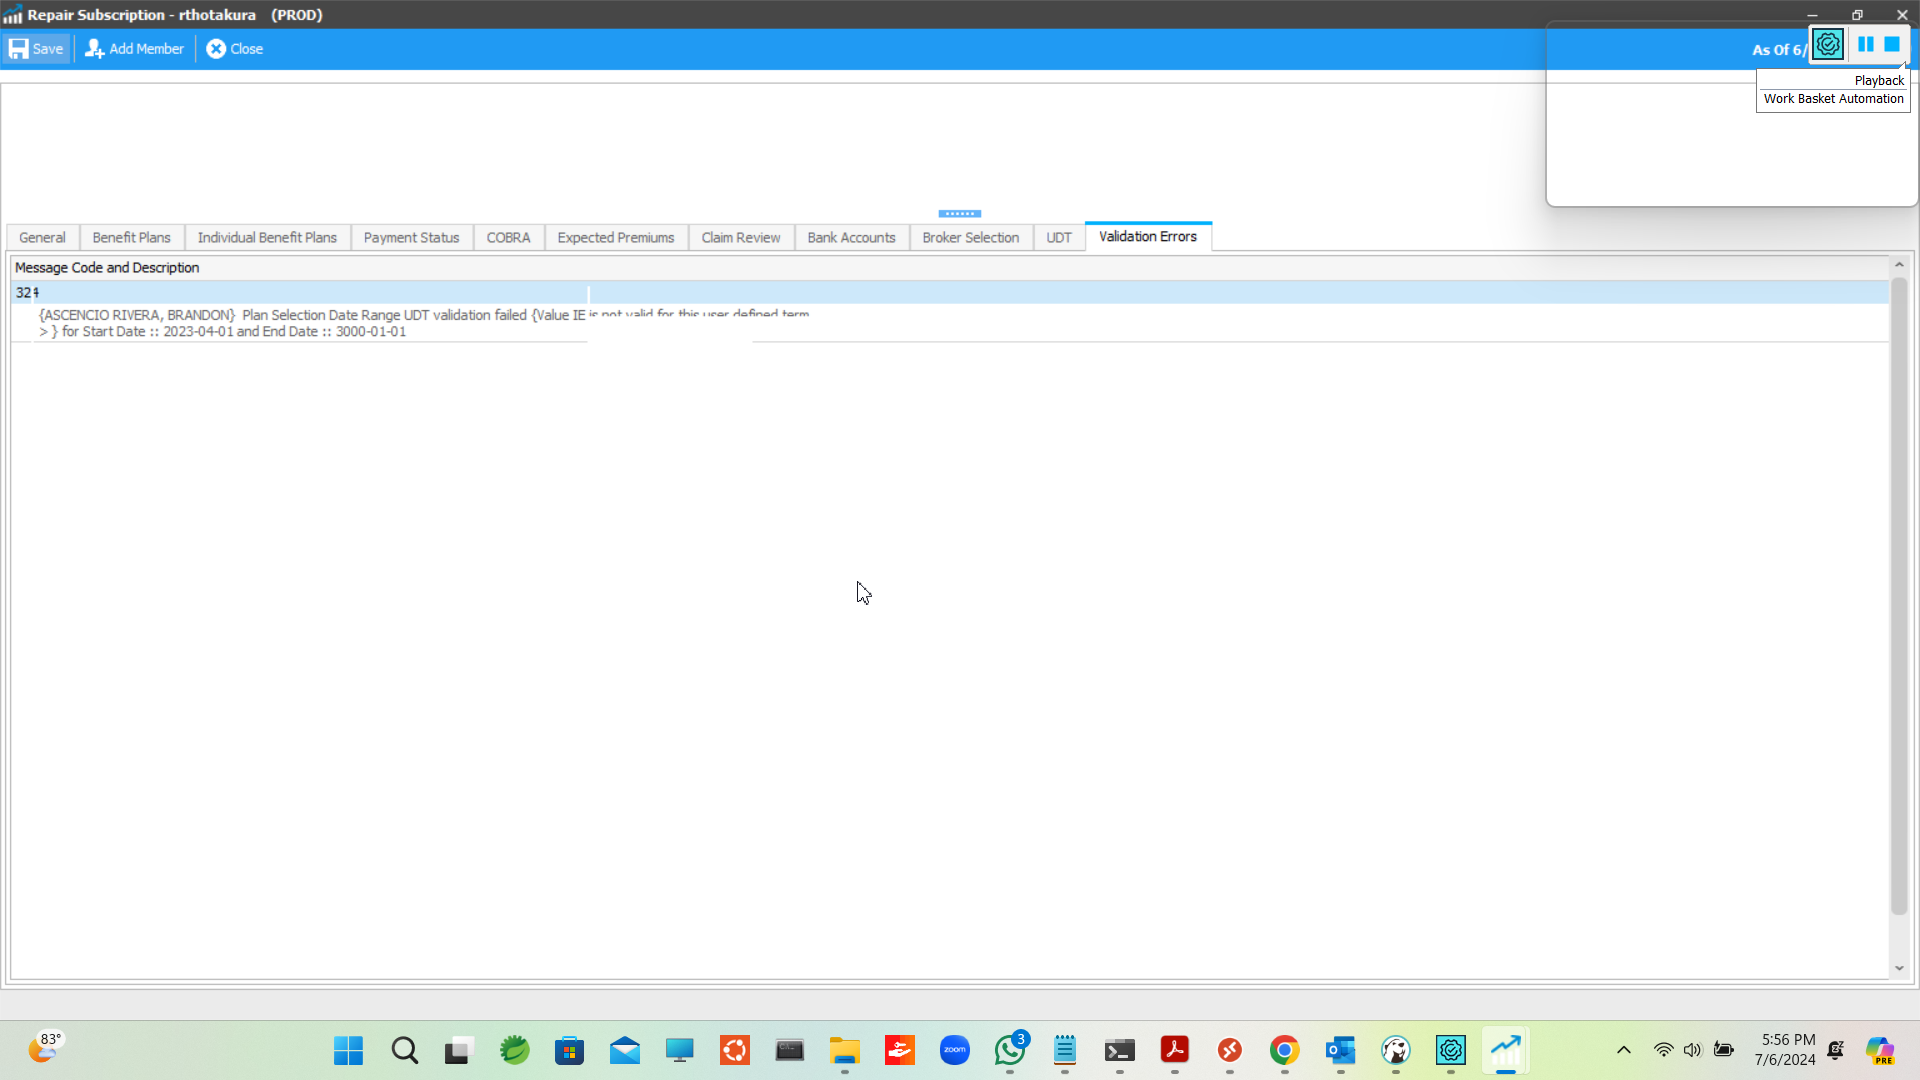 Repair Subscription - rthotakura (PROD)
Save
Add Member
Close
As Of 6/
Playback
Work Basket Automation
General
Benefit Plans
Individual Benefit Plans
Payment Status
COBRA
Expected Premiums
Claim Review
Bank Accounts
Broker Selection
UDT
Validation Errors
Message Code and Description
{ASCENCIO RIVERA, BRANDON} Plan Selection Date Range UDT validation failed {Value IE is not valid for this user defined term
> } for Start Date :: 2023-04-01 and End Date :: 3000-01-01
83°
zoom
3
5:56 PM
7/6/2024
PRE